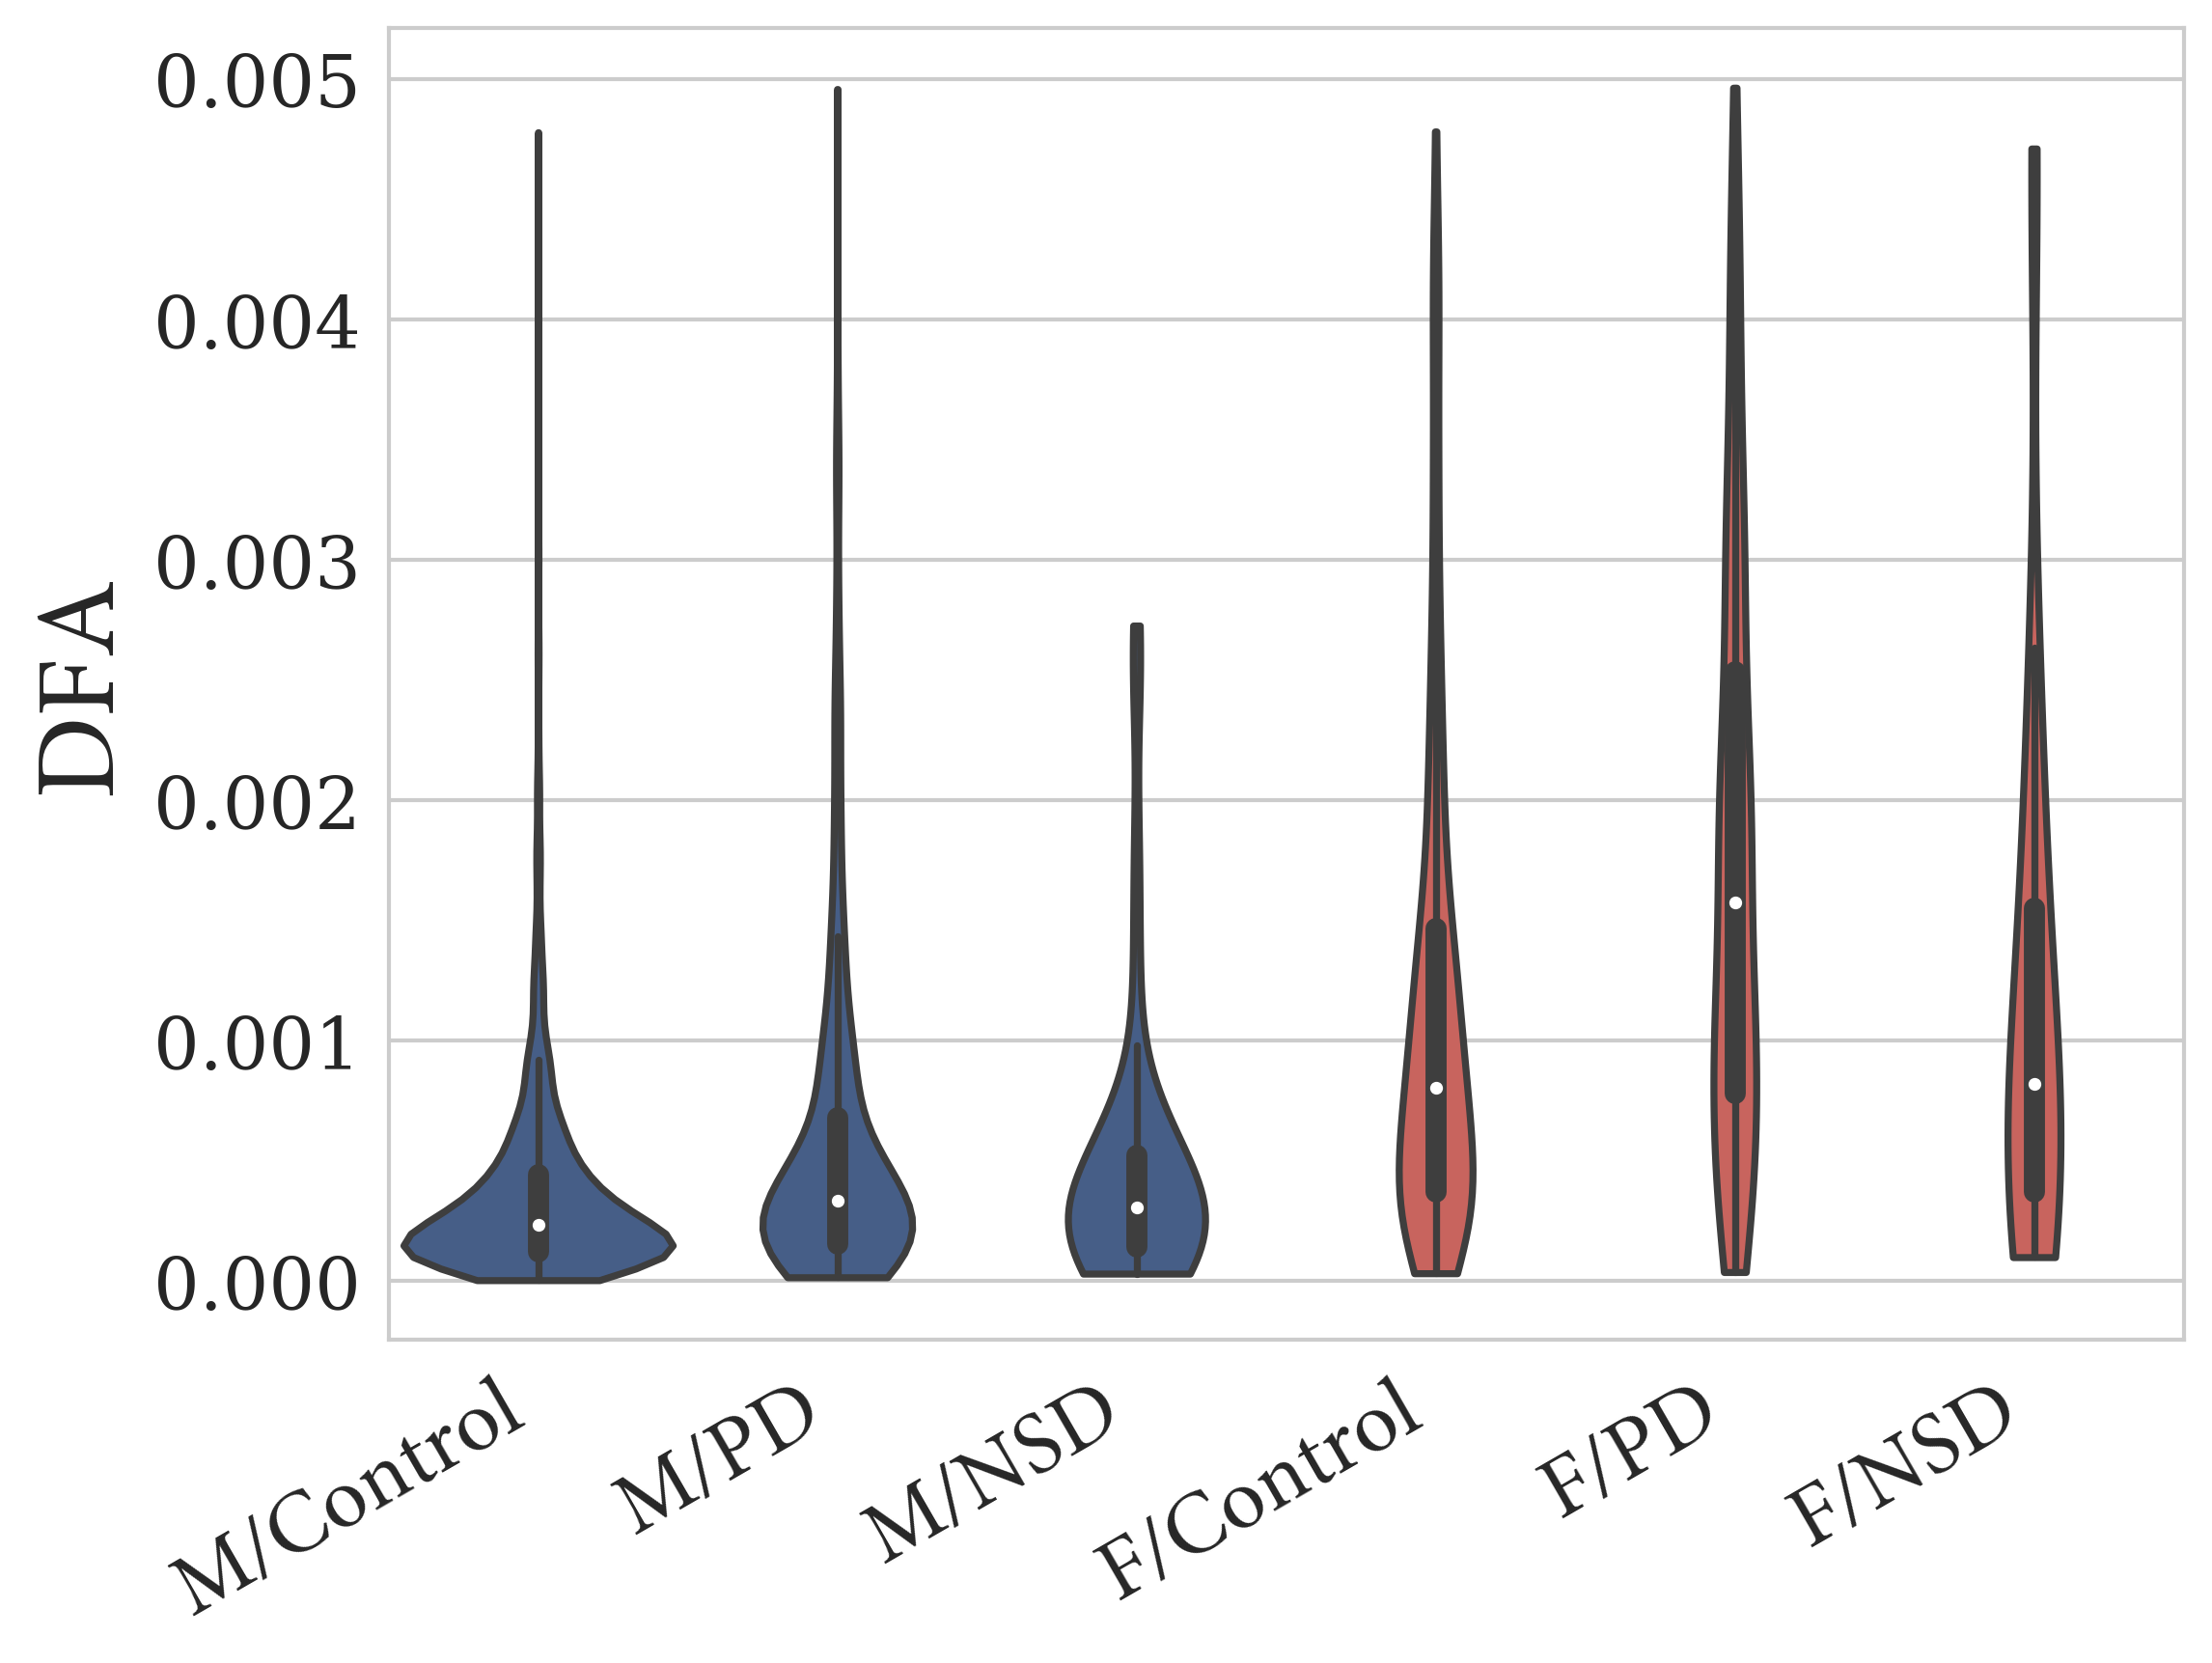 DFA
0.005
0.004
0.003
0.002
0.001
0.000
M/Control
M/PD
M/NSD
F/Control
F/PD
F/NSD